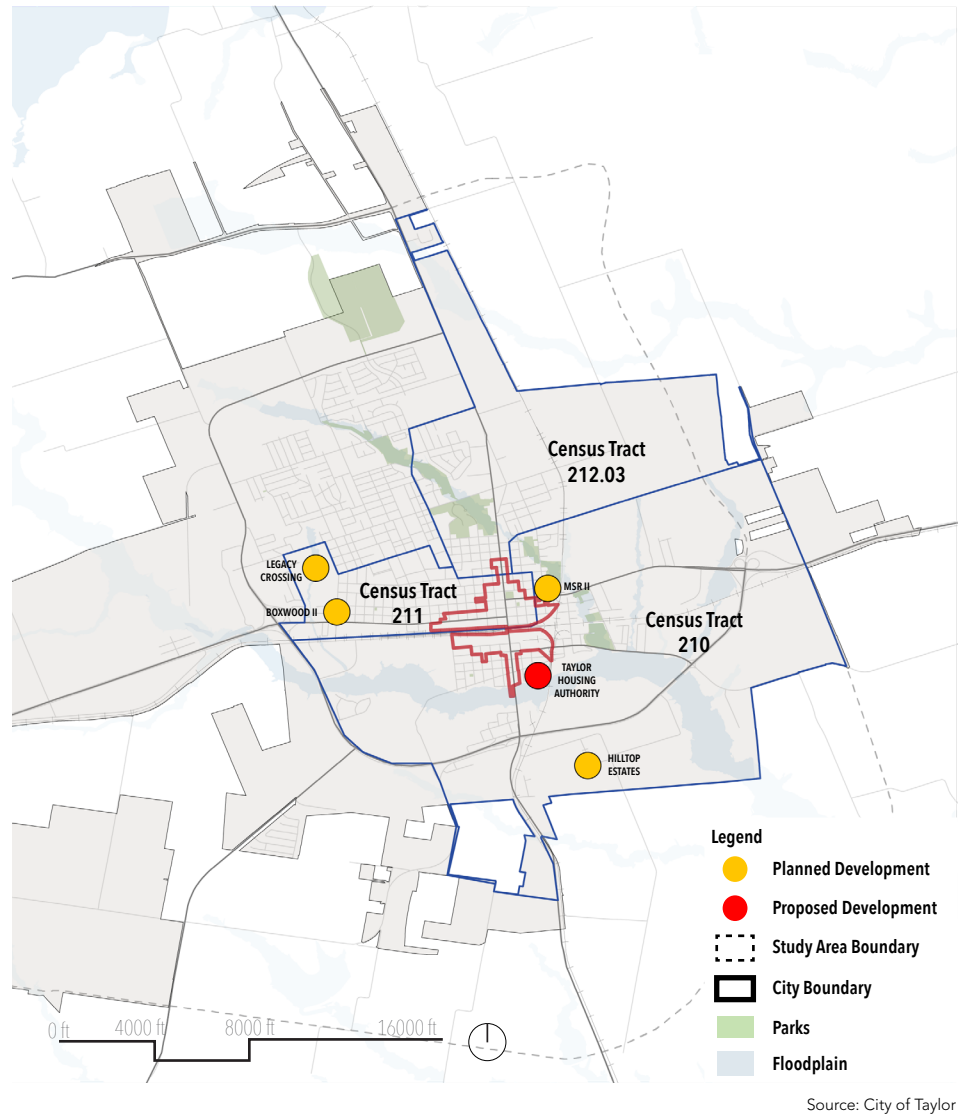 Census Tract
212.03
LEGACY
CROSSING
BOXWOOD II
Census Tract
211
MSR II
Census Tract
210
TAYLOR
HOUSING
AUTHORITY
HILLTOP
ESTATES
Legend
Planned Development
Proposed Development
Study Area Boundary
City Boundary
Parks
Floodplain
0 ft 4000 ft 8000 ft 16000 ft
Source: City of Taylor